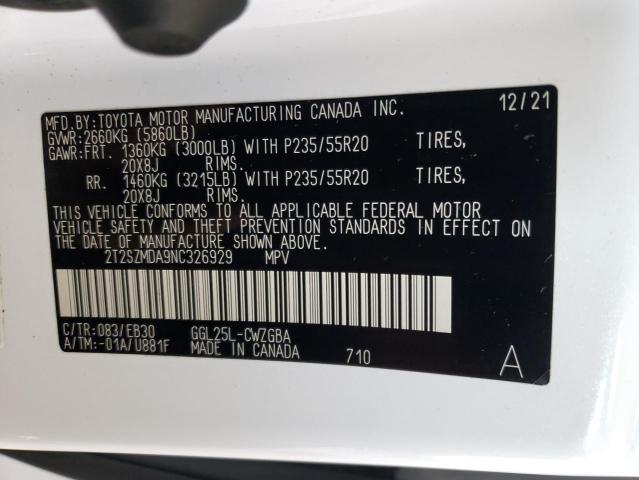 MFD.BY:TOYOTA MOTOR MANUFACTURING CANADA INC. 12/21
GVWR:2660KG (5860LB)
GAWR:FRT. 1360KG (3000LB) WITH P235/55R20 TIRES,
20X8J RIMS.
RR. 1460KG (3215LB) WITH P235/55R20 TIRES,
20X8J RIMS.
THIS VEHICLE CONFORMS TO ALL APPLICABLE FEDERAL MOTOR
VEHICLE SAFETY AND THEFT PREVENTION STANDARDS IN EFFECT ON
THE DATE OF MANUFACTURE SHOWN ABOVE.
2T2SZMDA9NC326929 MPV
C/TR:083/EB30 GGL25L-CWZGBA
A/TM:-01A/U881F MADE IN CANADA 710 A